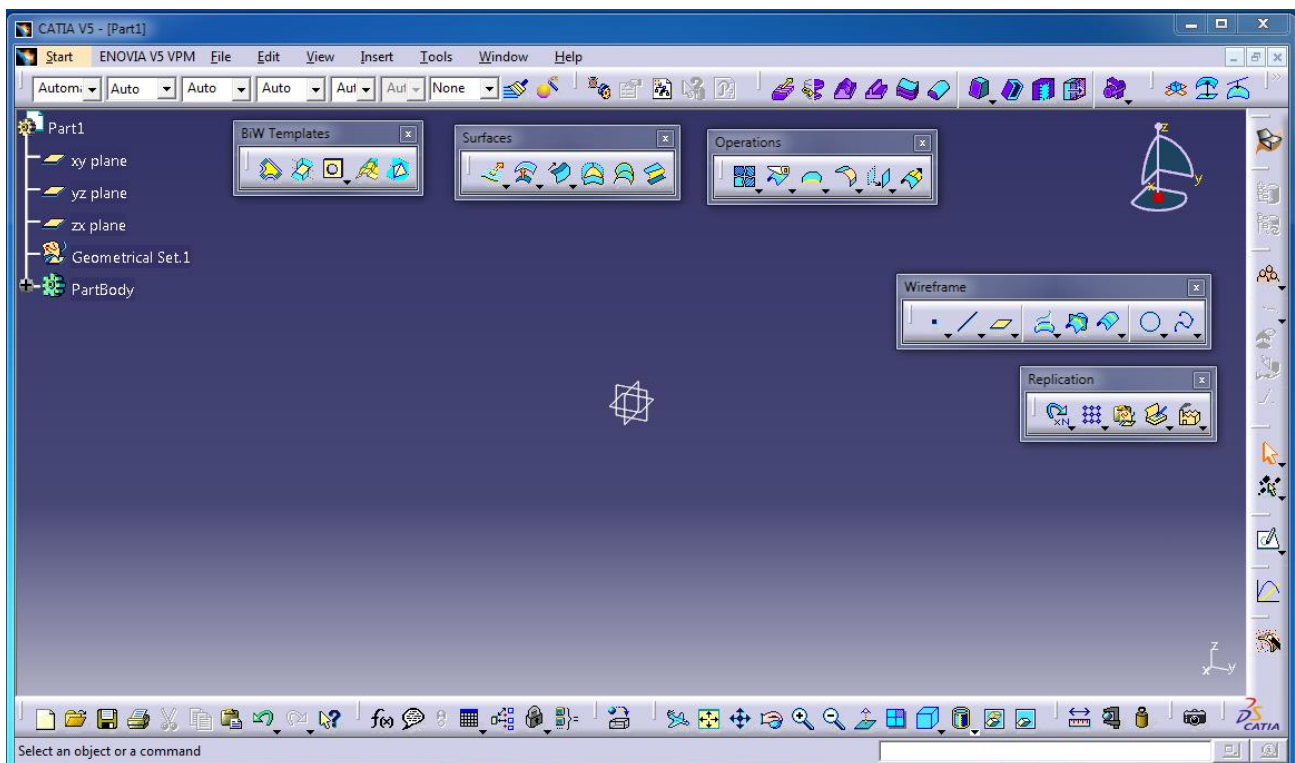 CATIA V5 - [Part1]
Start ENOVIA V5 VPM File Edit View Insert Tools Window Help
Auto Auto Auto None
Part1
xy plane
yz plane
zx plane
Geometrical Set.1
PartBody
BiW Templates
Surfaces
Operations
z
y
x
Wireframe
Replication
XN
z
x y
f(x)
CATIA
Select an object or a command